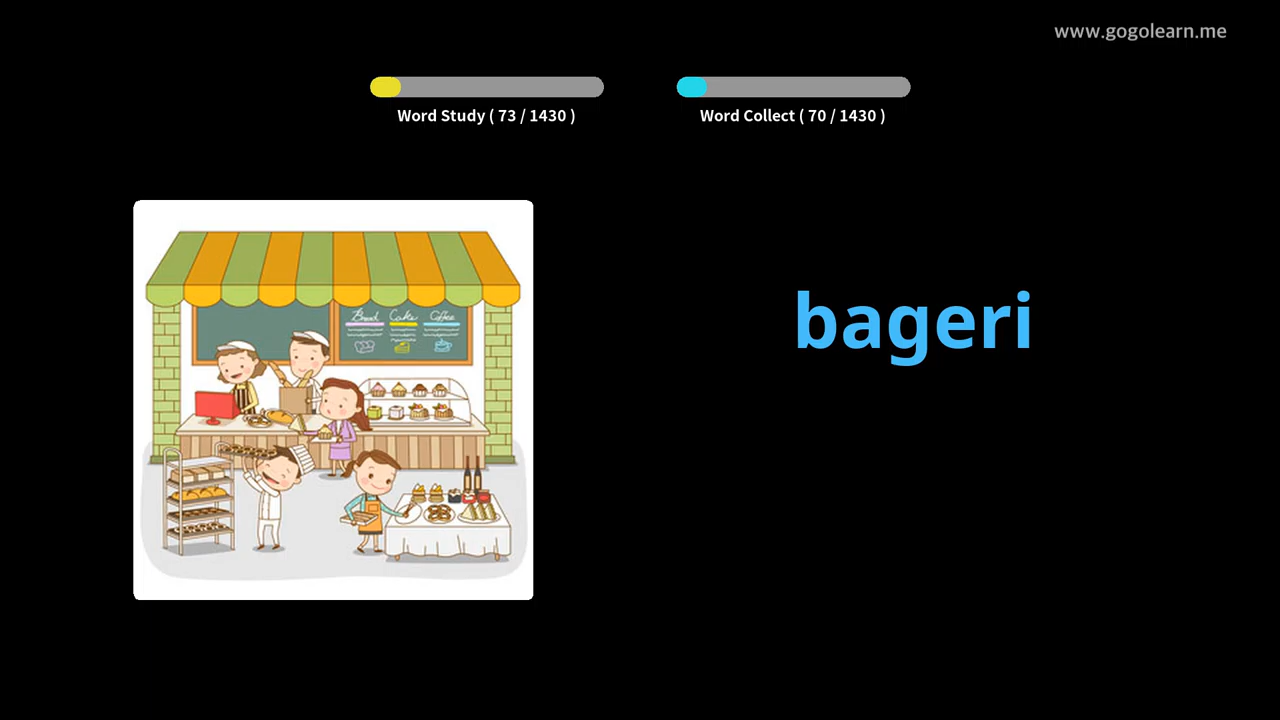 www.gogolearn.me
Word Study ( 73 / 1430 )
Word Collect ( 70 / 1430 )
bageri
Bread Cake Coffee